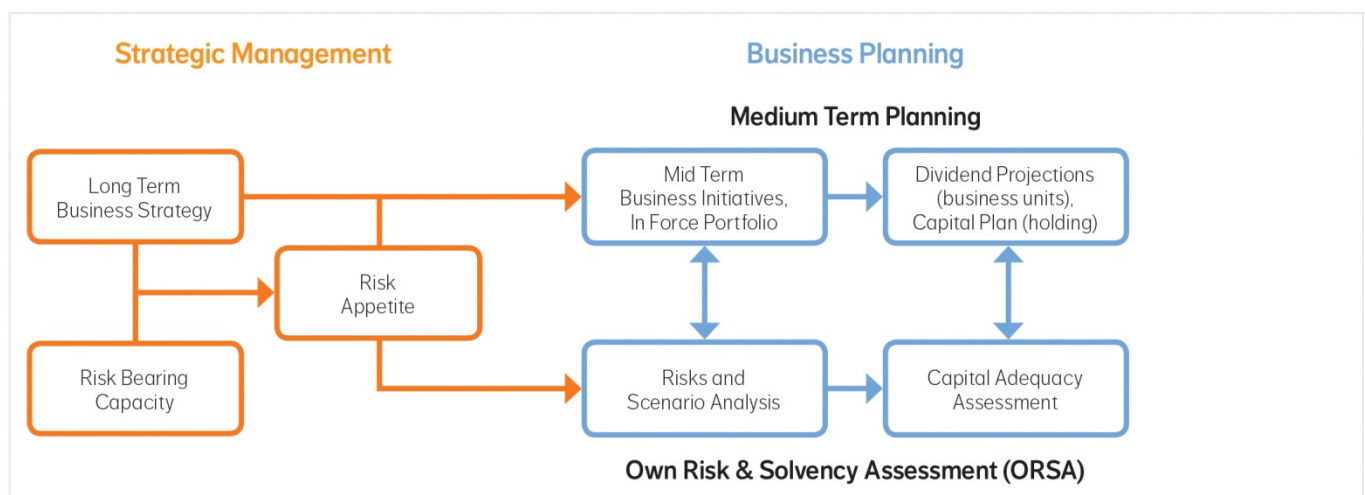 Strategic Management
Business Planning
Medium Term Planning
Long Term
Business Strategy
Mid Term
Business Initiatives,
In Force Portfolio
Dividend Projections
(business units),
Capital Plan (holding)
Risk
Appetite
Risk Bearing
Capacity
Risks and
Scenario Analysis
Capital Adequacy
Assessment
Own Risk & Solvency Assessment (ORSA)